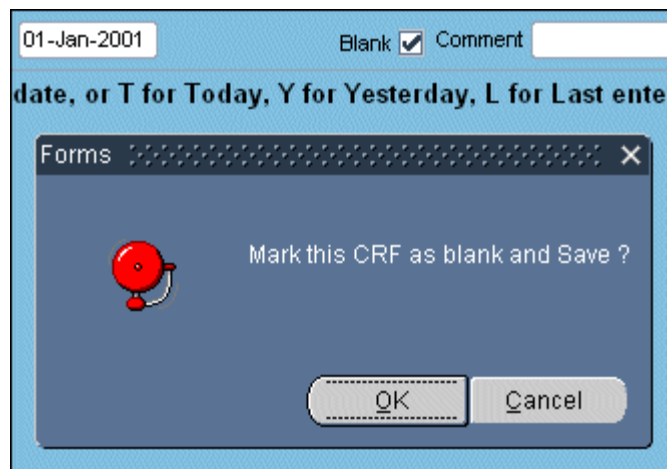 01-Jan-2001 Blank Comment
date, or T for Today, Y for Yesterday, L for Last ente
Forms
Mark this CRF as blank and Save ?
OK Cancel